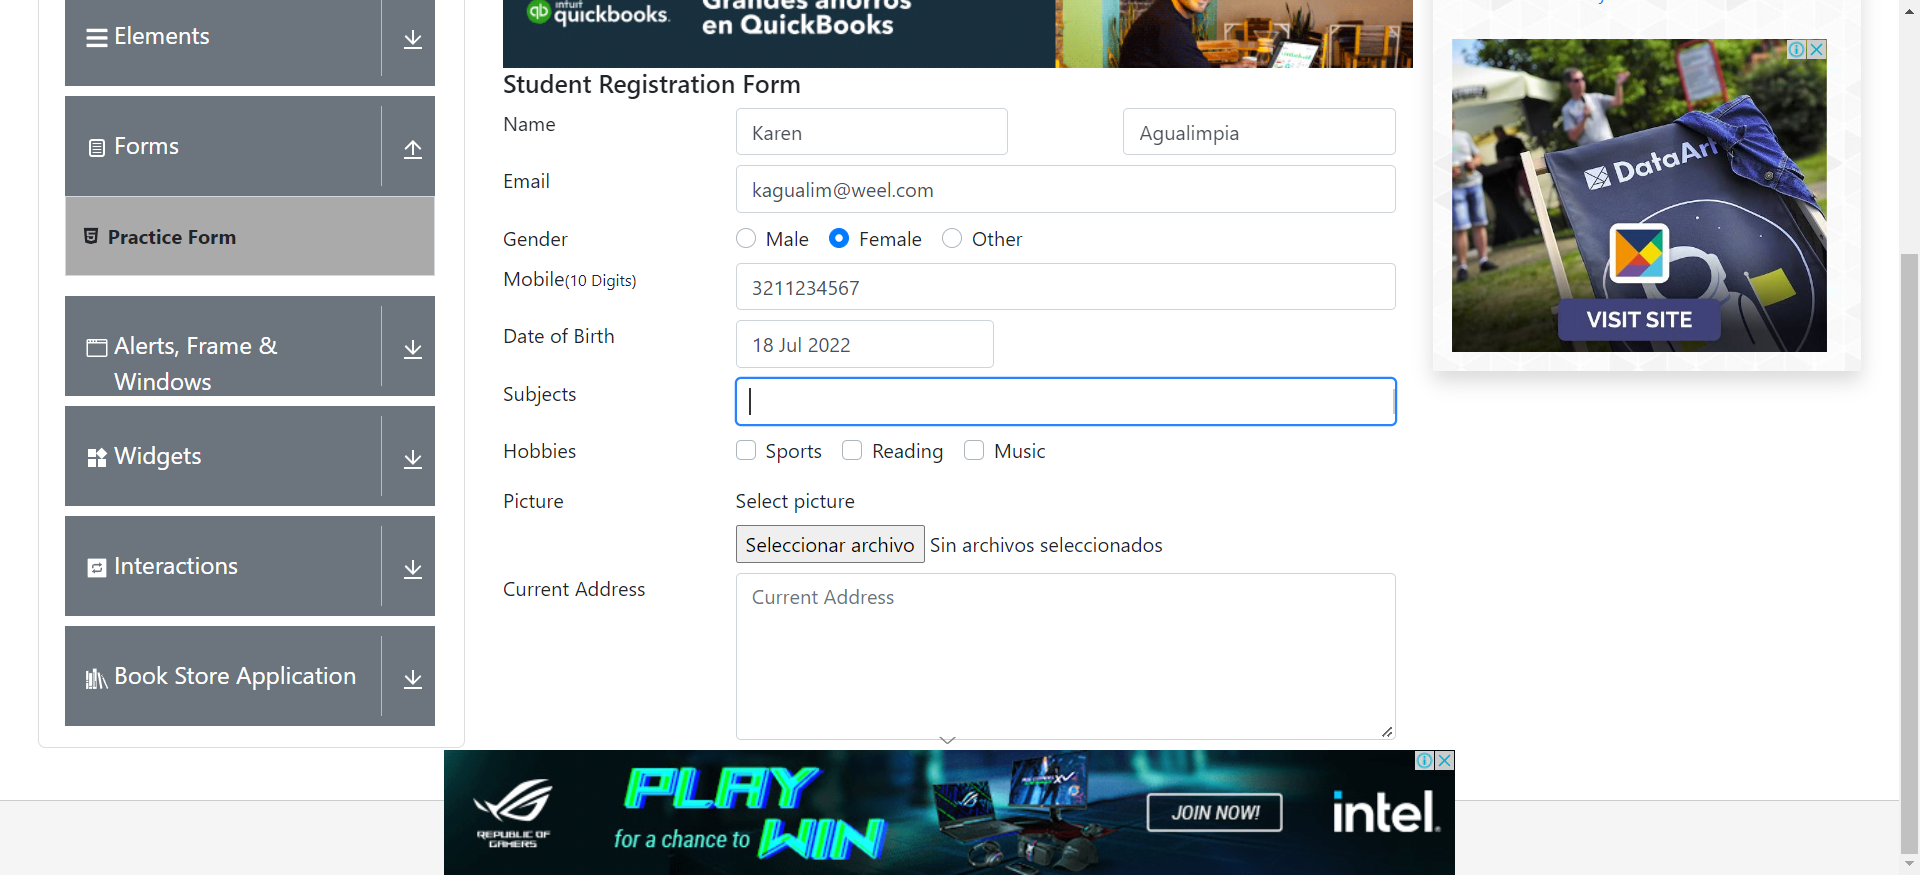 Elements
Forms
Practice Form
Alerts, Frame &
Windows
Widgets
Interactions
Book Store Application
qb intuit
quickbooks.
Grandes ahorros
en QuickBooks
Student Registration Form
Name
Karen
Agualimpia
Email
kagualim@weel.com
Gender
Male
Female
Other
Mobile(10 Digits)
3211234567
Date of Birth
18 Jul 2022
Subjects
Hobbies
Sports
Reading
Music
Picture
Select picture
Seleccionar archivo
Sin archivos seleccionados
Current Address
Current Address
DataArt
VISIT SITE
REPUBLIC OF
GAMERS
PLAY
for a chance to WIN
JOIN NOW!
intel.